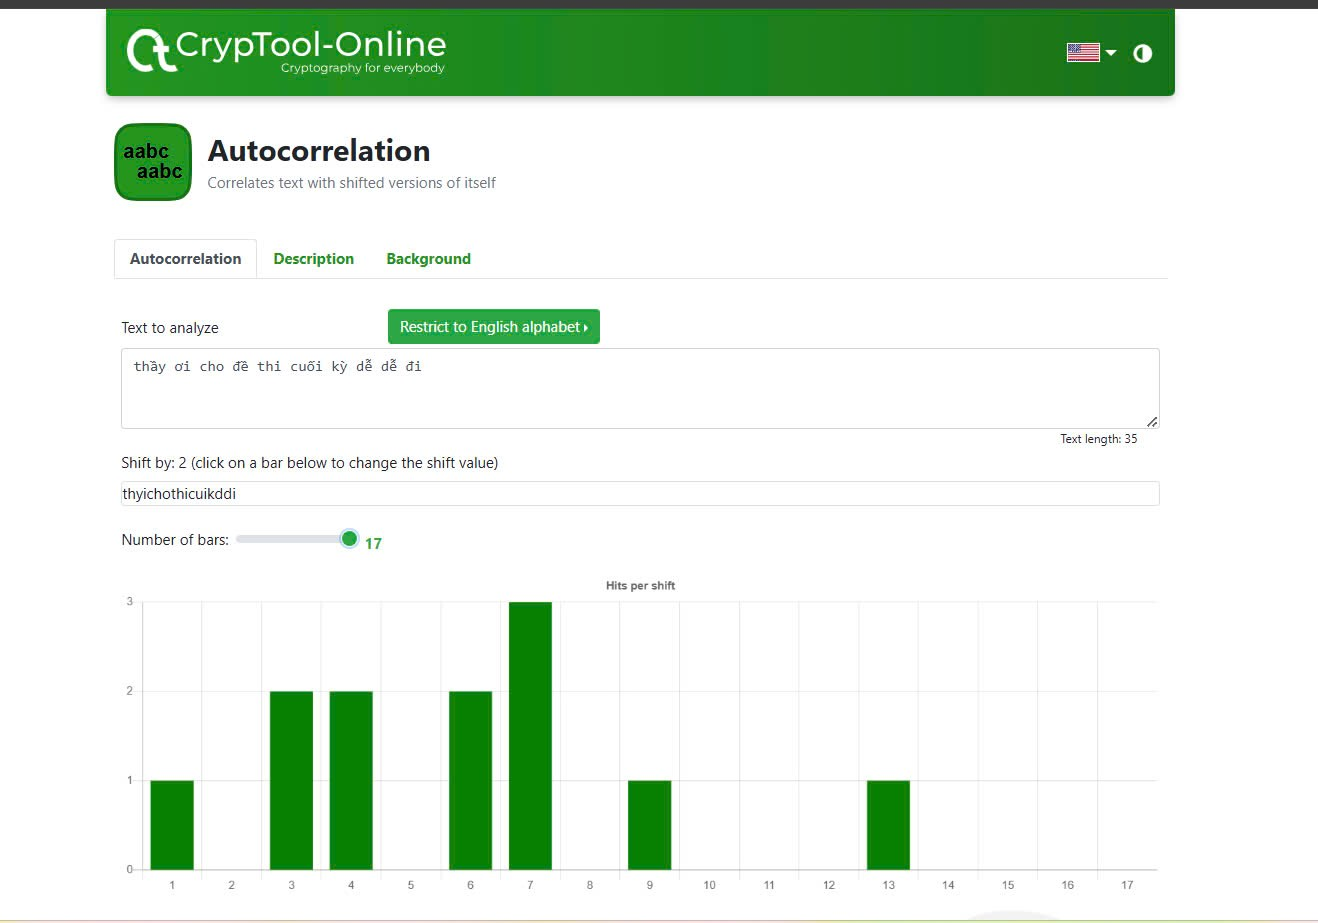 CrypTool-Online
Cryptography for everybody
aabc
aabc
Autocorrelation
Correlates text with shifted versions of itself
Autocorrelation Description Background
Text to analyze Restrict to English alphabet
thầy ơi cho đề thi cuối kỳ dễ dễ đi
Text length: 35
Shift by: 2 (click on a bar below to change the shift value)
thyichothicuikddi
Number of bars: 17
Hits per shift
3
2
1
0
1 2 3 4 5 6 7 8 9 10 11 12 13 14 15 16 17